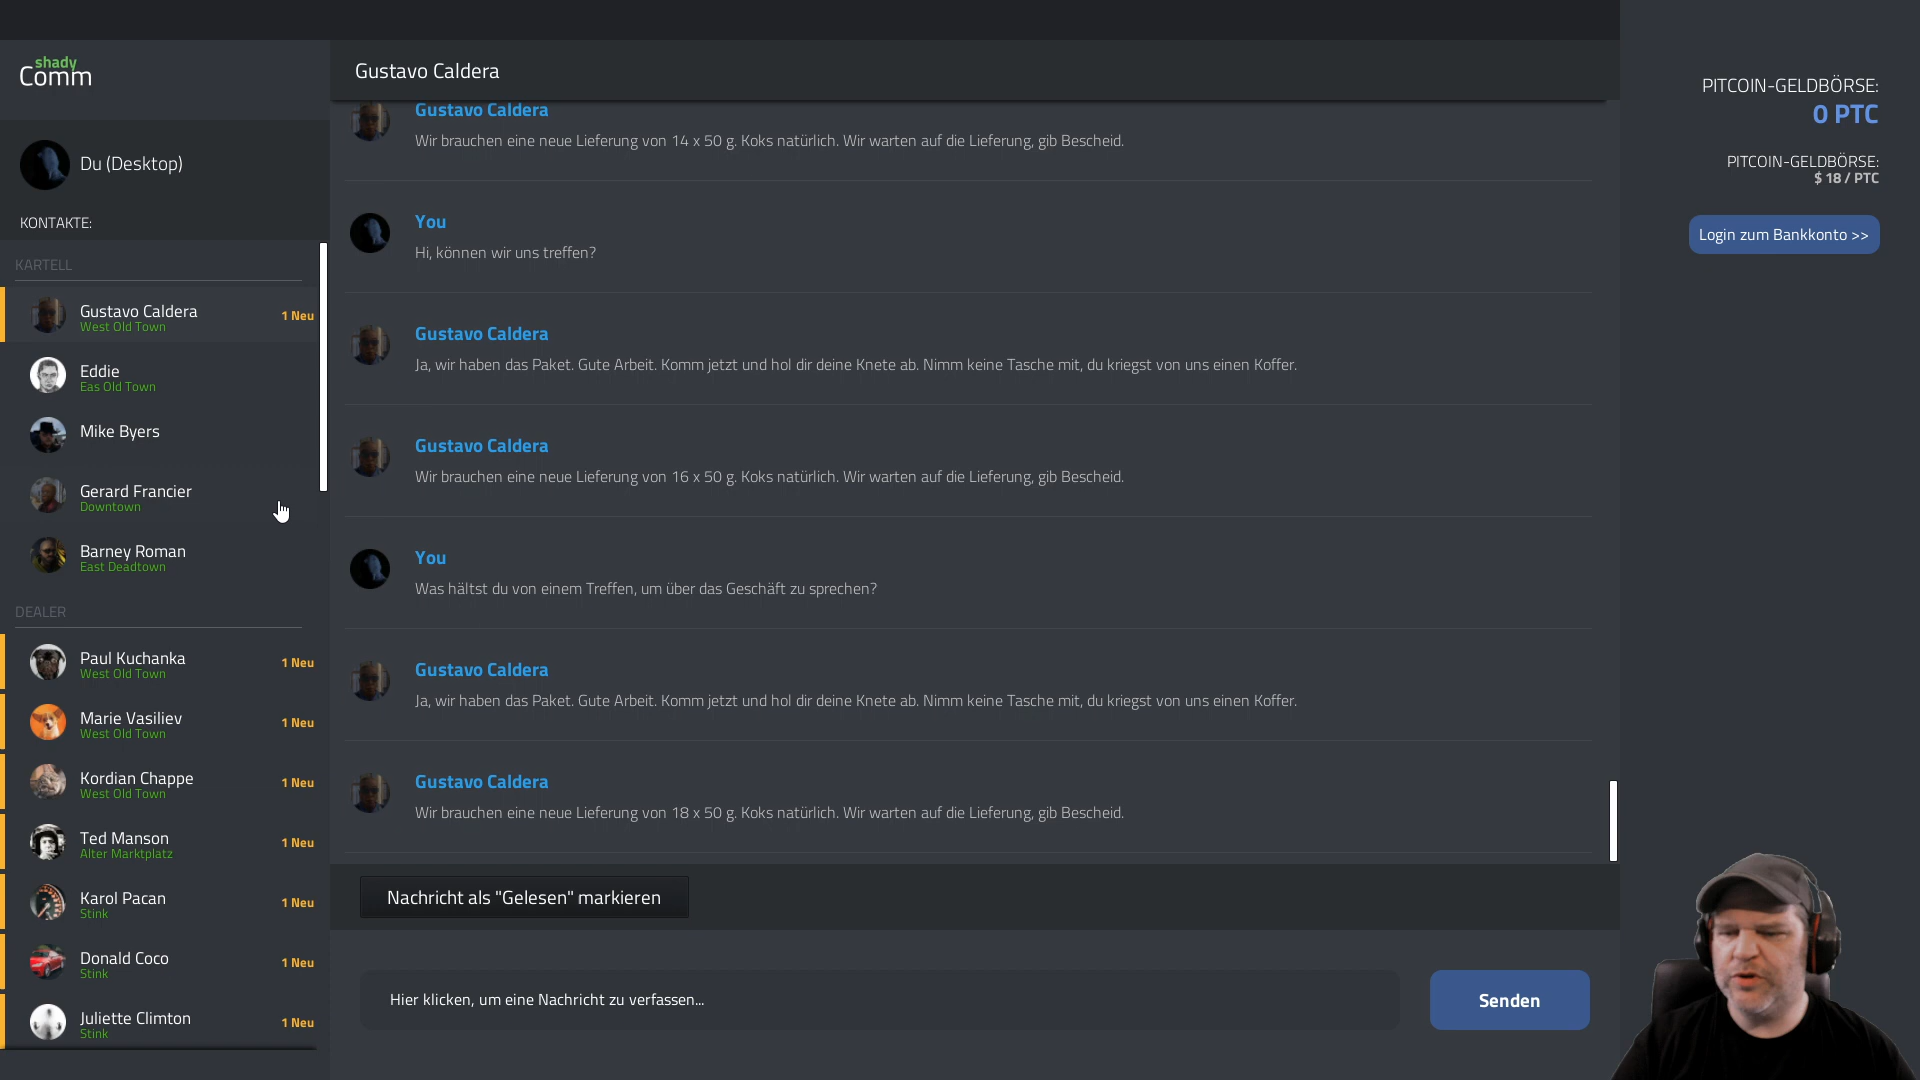 shady
Comm
Du (Desktop)
KONTAKTE:
KARTELL
Gustavo Caldera
West Old Town
1 Neu
Eddie
Eas Old Town
Mike Byers
Gerard Francier
Downtown
Barney Roman
East Deadtown
DEALER
Paul Kuchanka
West Old Town
1 Neu
Marie Vasiliev
West Old Town
1 Neu
Kordian Chappe
West Old Town
1 Neu
Ted Manson
Alter Marktplatz
1 Neu
Karol Pacan
Stink
1 Neu
Donald Coco
Stink
1 Neu
Juliette Climton
Stink
1 Neu
Gustavo Caldera
Gustavo Caldera
Wir brauchen eine neue Lieferung von 14 x 50 g. Koks natürlich. Wir warten auf die Lieferung, gib Bescheid.
You
Hi, können wir uns treffen?
Gustavo Caldera
Ja, wir haben das Paket. Gute Arbeit. Komm jetzt und hol dir deine Knete ab. Nimm keine Tasche mit, du kriegst von uns einen Koffer.
Gustavo Caldera
Wir brauchen eine neue Lieferung von 16 x 50 g. Koks natürlich. Wir warten auf die Lieferung, gib Bescheid.
You
Was hältst du von einem Treffen, um über das Geschäft zu sprechen?
Gustavo Caldera
Ja, wir haben das Paket. Gute Arbeit. Komm jetzt und hol dir deine Knete ab. Nimm keine Tasche mit, du kriegst von uns einen Koffer.
Gustavo Caldera
Wir brauchen eine neue Lieferung von 18 x 50 g. Koks natürlich. Wir warten auf die Lieferung, gib Bescheid.
Nachricht als "Gelesen" markieren
Hier klicken, um eine Nachricht zu verfassen...
Senden
PITCOIN-GELDBÖRSE:
0 PTC
PITCOIN-GELDBÖRSE:
$ 18 / PTC
Login zum Bankkonto >>